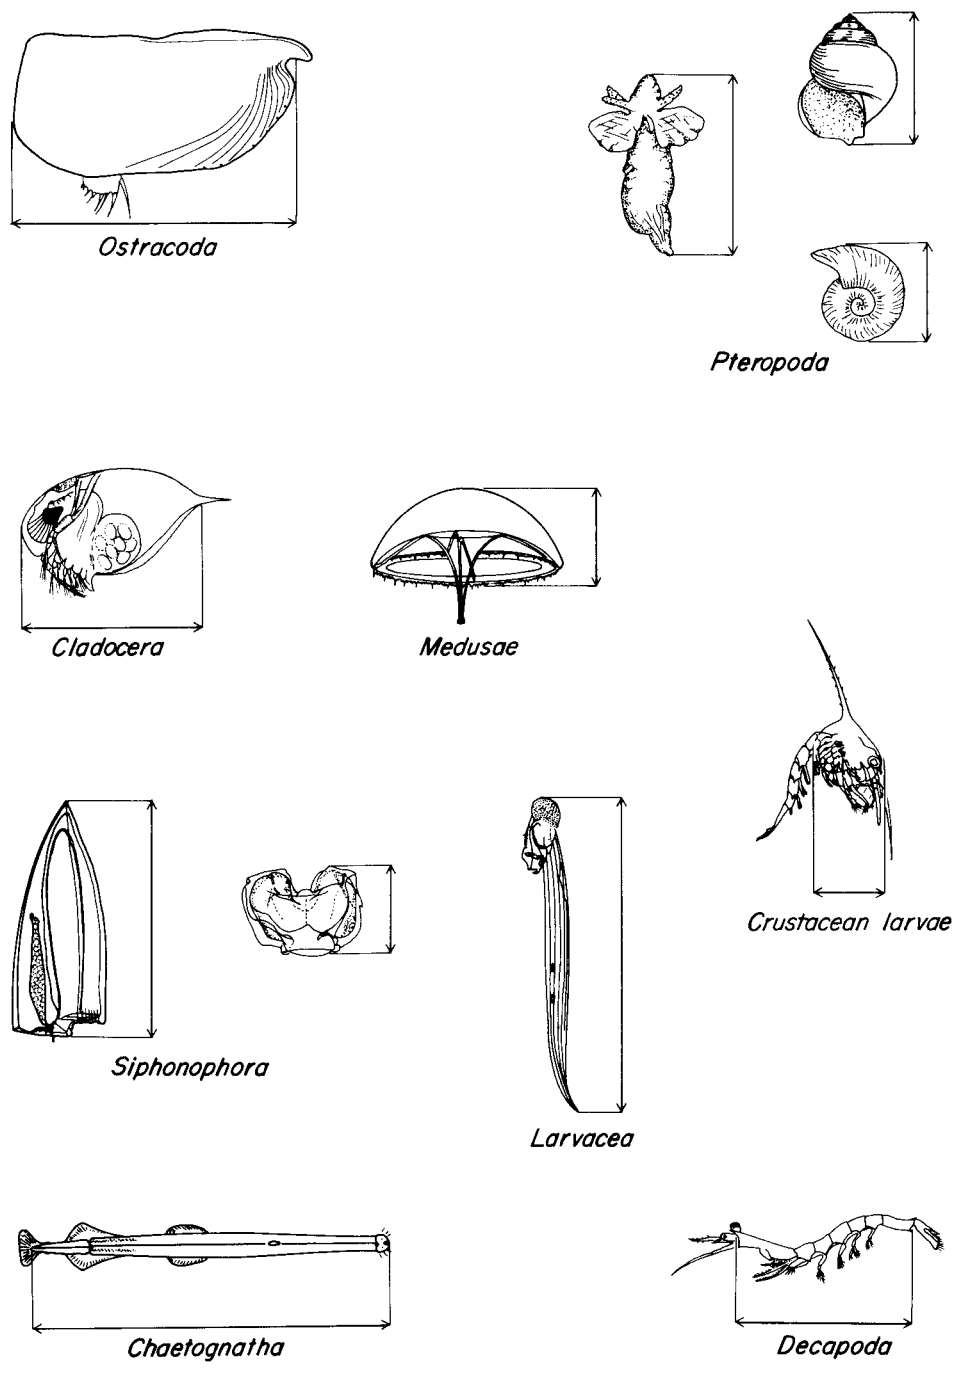 Ostracoda
Pteropoda
Cladocera
Medusae
Crustacean larvae
Siphonophora
Larvacea
Chaetognatha
Decapoda